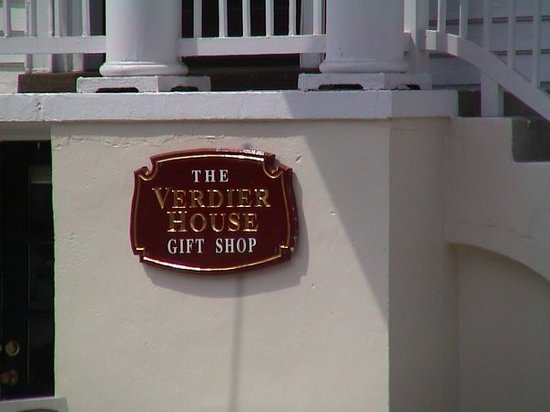 THE
VERDIER
HOUSE
GIFT SHOP